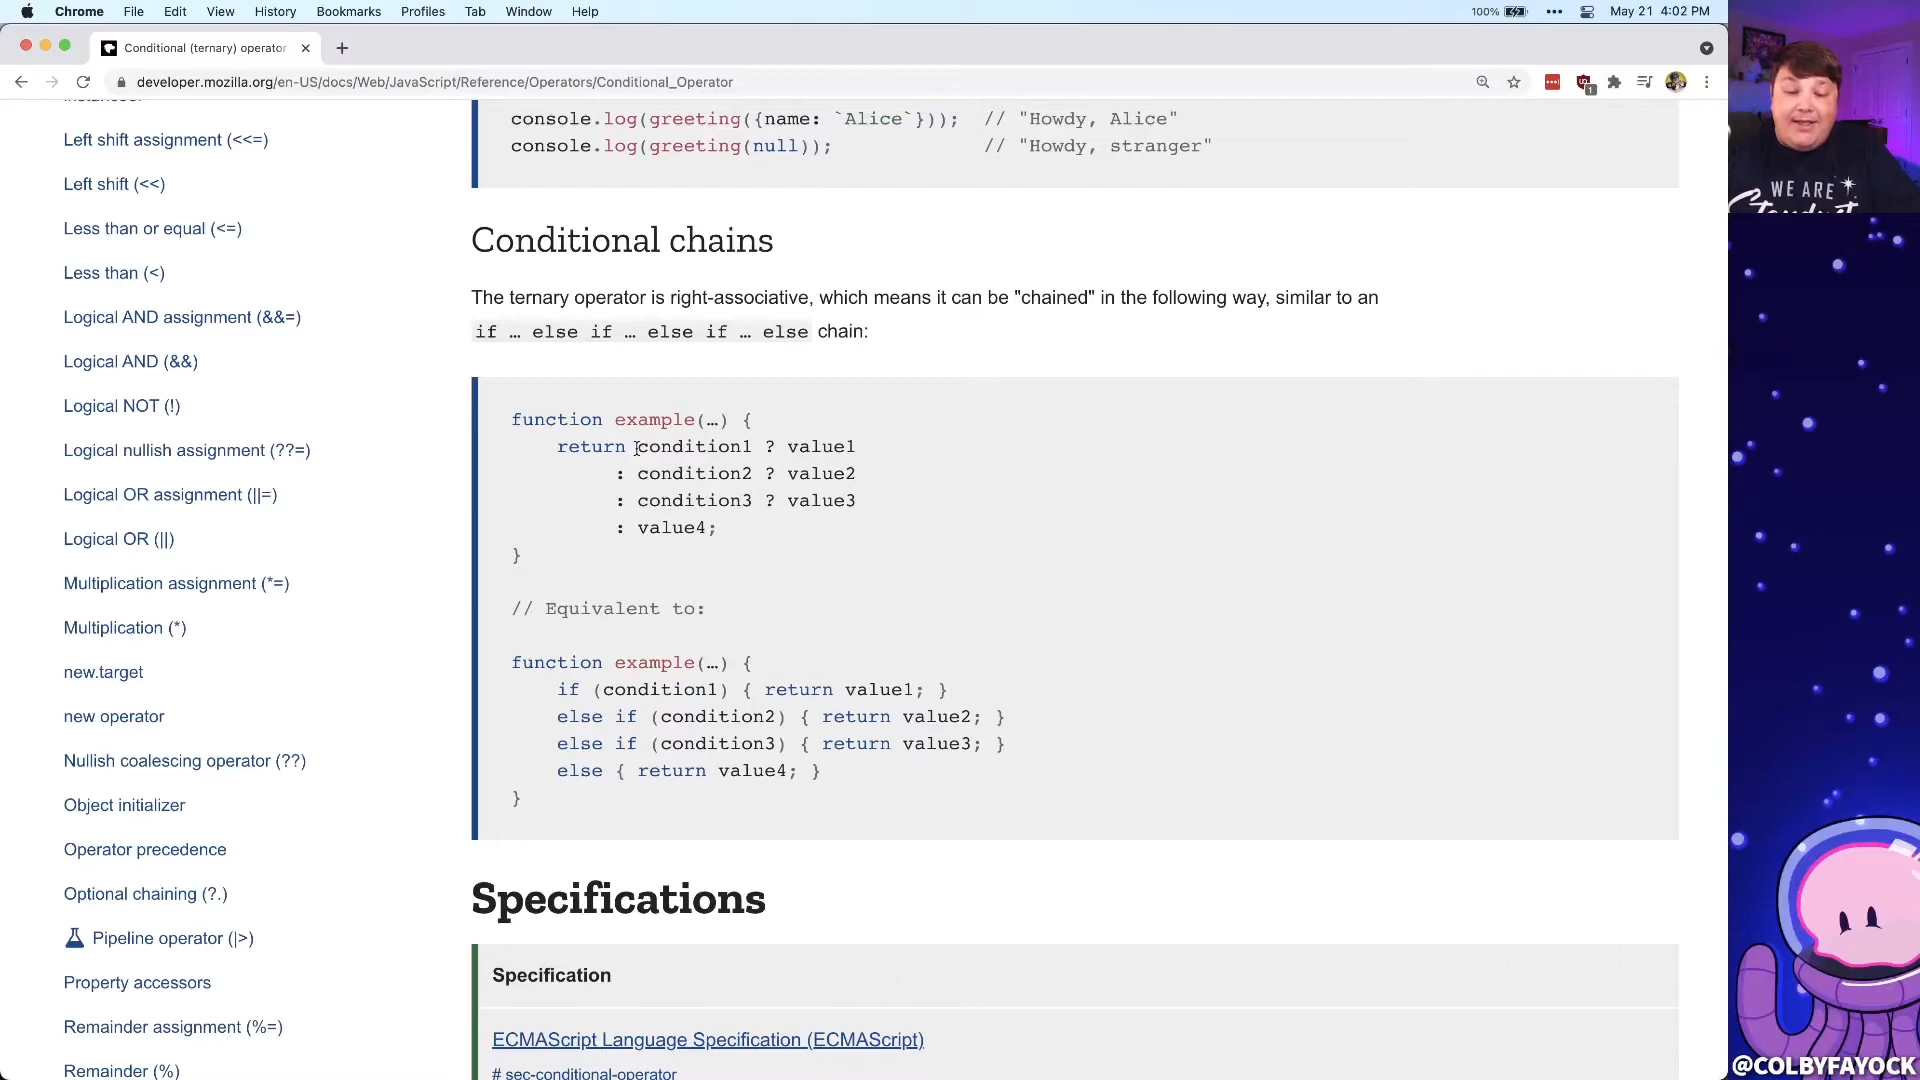 Chrome File Edit View History Bookmarks Profiles Tab Window Help
100% May 21 4:02 PM
Conditional (ternary) operator
developer.mozilla.org/en-US/docs/Web/JavaScript/Reference/Operators/Conditional_Operator
1
Left shift assignment (<<=)
Left shift (<<)
Less than or equal (<=)
Less than (<)
Logical AND assignment (&&=)
Logical AND (&&)
Logical NOT (!)
Logical nullish assignment (??=)
Logical OR assignment (||=)
Logical OR (||)
Multiplication assignment (*=)
Multiplication (*)
new.target
new operator
Nullish coalescing operator (??)
Object initializer
Operator precedence
Optional chaining (?.)
Pipeline operator (|>)
Property accessors
Remainder assignment (%=)
Remainder (%)
console.log(greeting({name: `Alice`})); // "Howdy, Alice"
console.log(greeting(null)); // "Howdy, stranger"
Conditional chains
The ternary operator is right-associative, which means it can be "chained" in the following way, similar to an
if … else if … else if … else chain:
function example(…) {
return condition1 ? value1
: condition2 ? value2
: condition3 ? value3
: value4;
}
// Equivalent to:
function example(…) {
if (condition1) { return value1; }
else if (condition2) { return value2; }
else if (condition3) { return value3; }
else { return value4; }
}
Specifications
Specification
ECMAScript Language Specification (ECMAScript)
# sec-conditional-operator
WE ARE
@COLBYFAYOCK